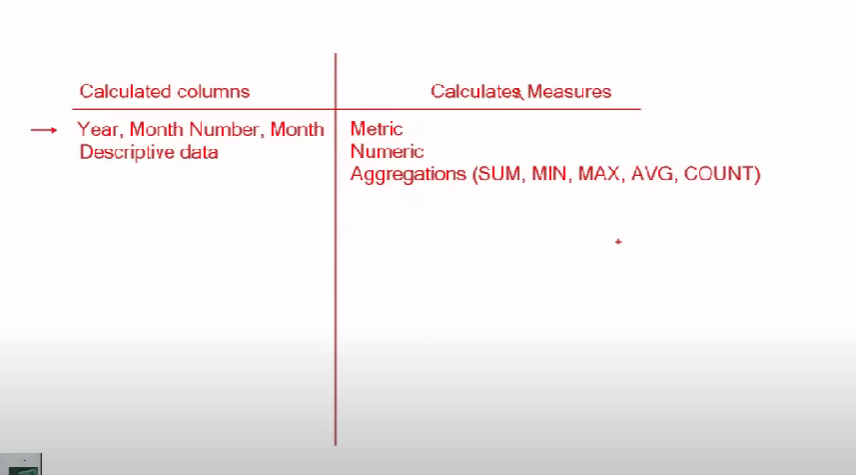 Calculated columns
Calculates Measures
Year, Month Number, Month
Descriptive data
Metric
Numeric
Aggregations (SUM, MIN, MAX, AVG, COUNT)